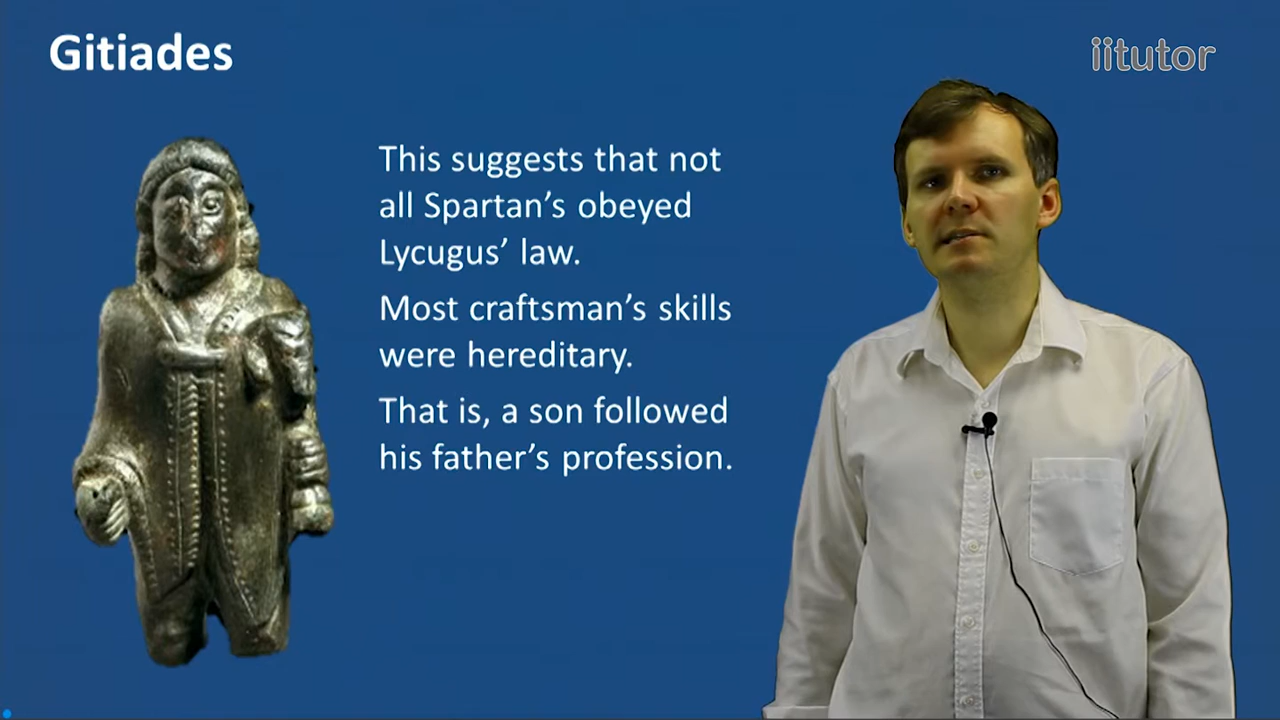 Gitiades
iitutor
This suggests that not
all Spartan's obeyed
Lycugus' law.
Most craftsman's skills
were hereditary.
That is, a son followed
his father's profession.